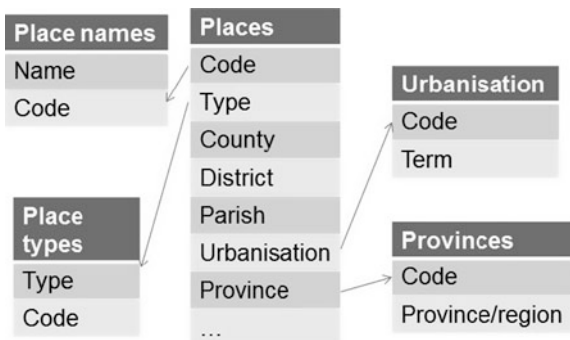 Place names
Name
Code
Place
types
Type
Code
Places
Code
Type
County
District
Parish
Urbanisation
Province
...
Urbanisation
Code
Term
Provinces
Code
Province/region